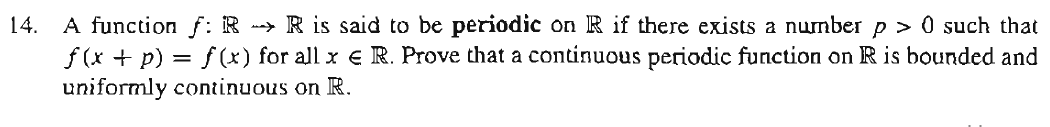 14. A function f: ℝ → ℝ is said to be periodic on ℝ if there exists a number p > 0 such that
f(x + p) = f(x) for all x ∈ ℝ. Prove that a continuous periodic function on ℝ is bounded and
uniformly continuous on ℝ.